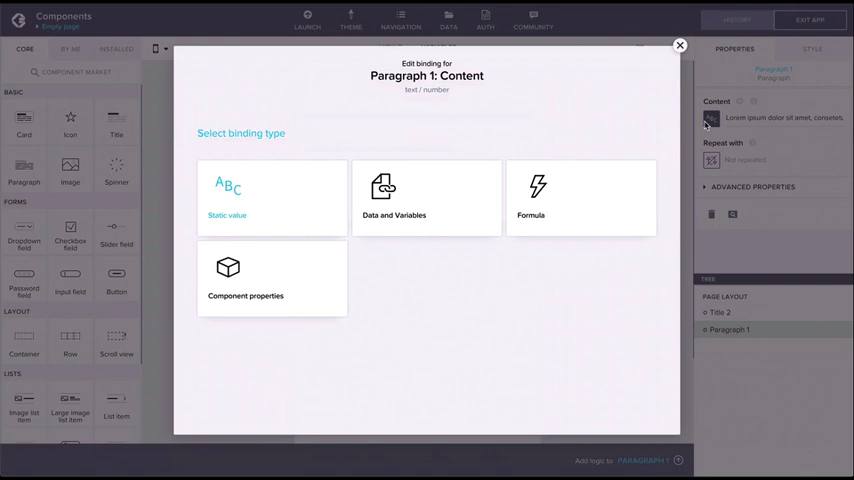 Components
Empty page
LAUNCH
THEME
NAVIGATION
DATA
AUTH
COMMUNITY
HISTORY
EXIT APP
CORE
BY ME
INSTALLED
PROPERTIES
STYLE
COMPONENT MARKET
BASIC
Card
Icon
Title
Paragraph
Image
Spinner
FORMS
Dropdown
field
Checkbox
field
Slider field
Password
field
Input field
Button
LAYOUT
Container
Row
Scroll view
LISTS
Image list
item
Large image
list item
List item
Edit binding for
Paragraph 1: Content
text / number
Select binding type
ABC
Static value
Data and Variables
Formula
Component properties
Paragraph 1
Paragraph
Content
ABC
Lorem ipsum dolor sit amet, consetets.
Repeat with
Not repeated
ADVANCED PROPERTIES
TREE
PAGE LAYOUT
Title 2
Paragraph 1
Add logic to PARAGRAPH 1